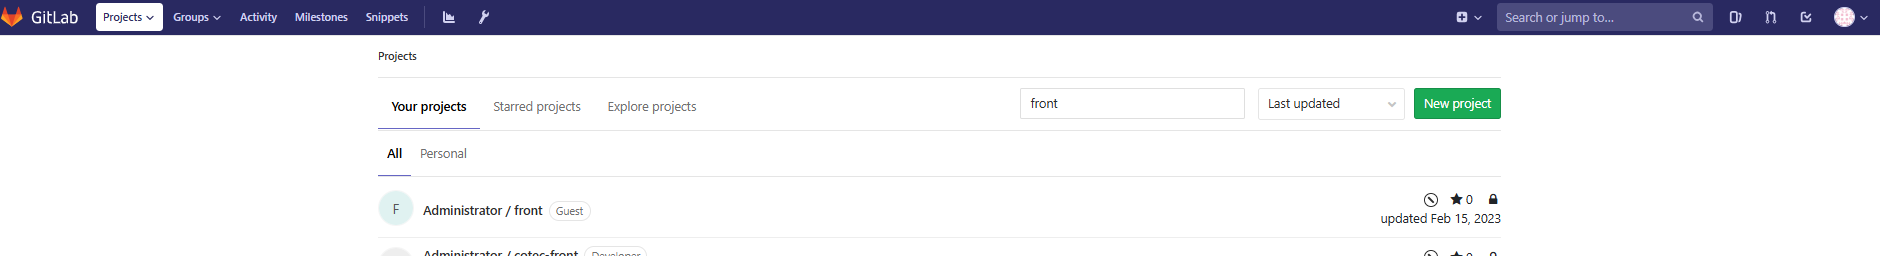 GitLab Projects Groups Activity Milestones Snippets Search or jump to...
Projects
Your projects Starred projects Explore projects front Last updated New project
All Personal
F Administrator / front Guest 0
updated Feb 15, 2023
Administrator / cotec-front Developer 0